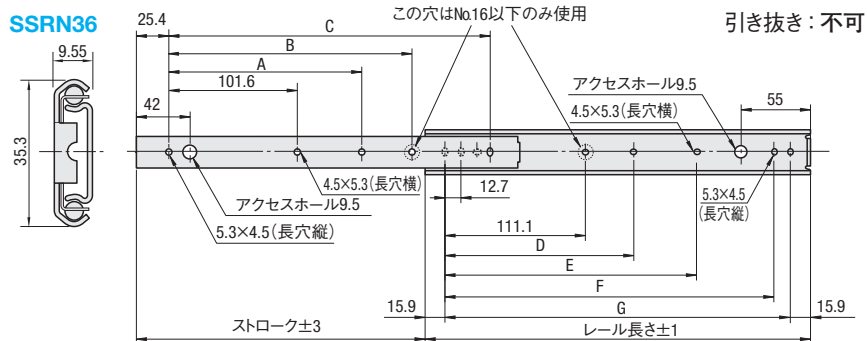 SSRN36
引き抜き：不可
この穴はNo.16以下のみ使用
25.4
C
B
A
101.6
42
9.55
35.3
アクセスホール9.5
4.5×5.3(長穴横)
55
4.5×5.3(長穴横)
アクセスホール9.5
5.3×4.5(長穴縦)
12.7
111.1
D
E
F
G
5.3×4.5
(長穴縦)
15.9
15.9
ストローク±3
レール長さ±1